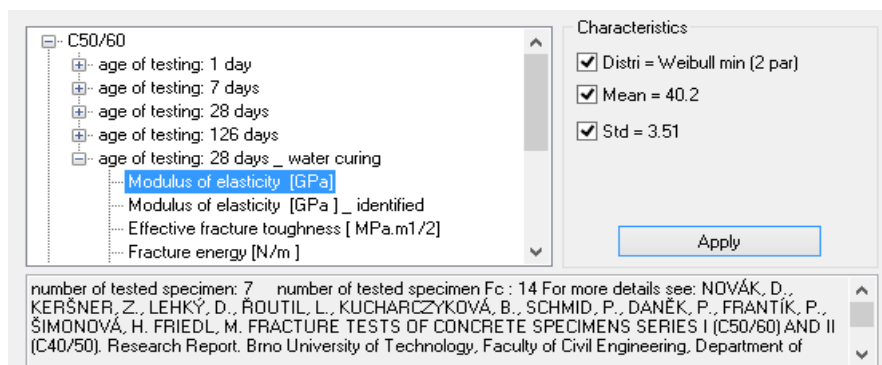 C50/60
age of testing: 1 day
age of testing: 7 days
age of testing: 28 days
age of testing: 126 days
age of testing: 28 days _ water curing
Modulus of elasticity [GPa]
Modulus of elasticity [GPa ] _ identified
Effective fracture toughness [ MPa.m1/2]
Fracture energy [N/m ]
Characteristics
Distri = Weibull min (2 par)
Mean = 40.2
Std = 3.51
Apply
number of tested specimen: 7 number of tested specimen Fc : 14 For more details see: NOVÁK, D.,
KERŠNER, Z., LEHKÝ, D., ŘOUTIL, L., KUCHARCZYKOVÁ, B., SCHMID, P., DANĚK, P., FRANTÍK, P.,
ŠIMONOVÁ, H. FRIEDL, M. FRACTURE TESTS OF CONCRETE SPECIMENS SERIES I (C50/60) AND II
(C40/50). Research Report. Brno University of Technology, Faculty of Civil Engineering, Department of